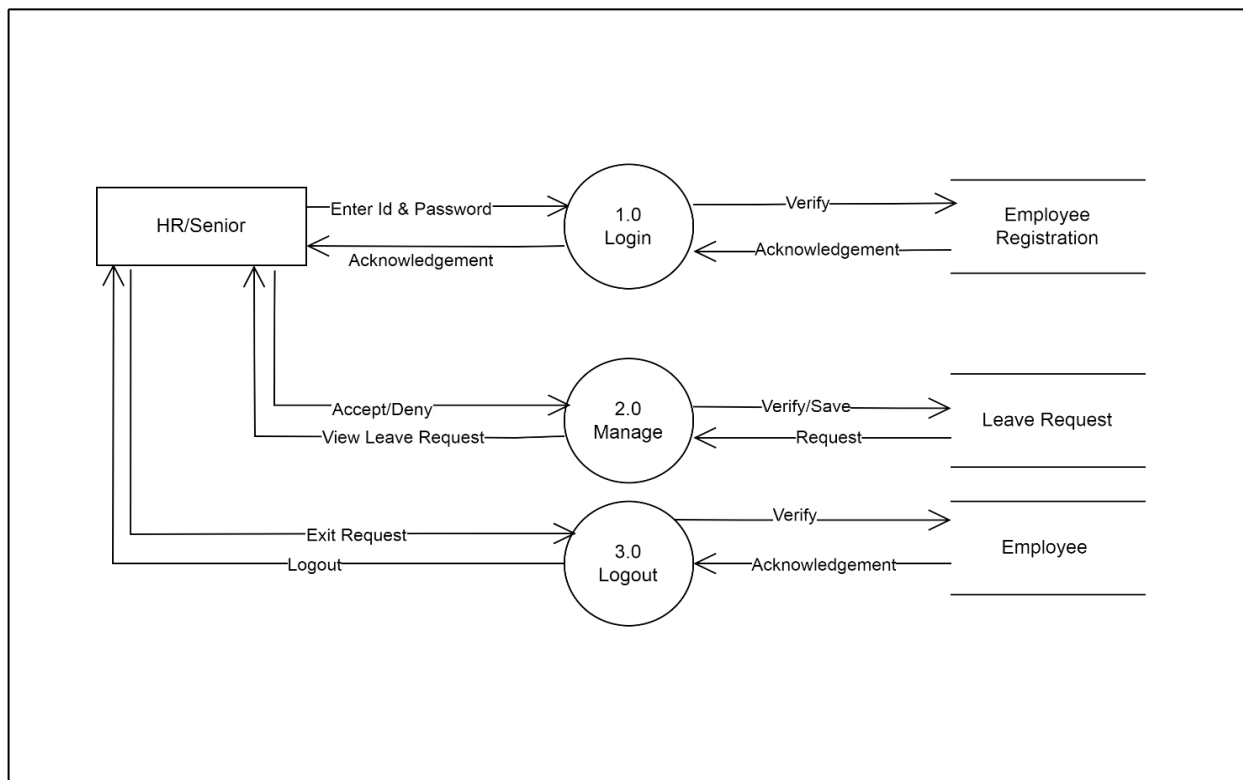 HR/Senior
Enter Id & Password
Acknowledgement
1.0
Login
Verify
Acknowledgement
Employee
Registration
Accept/Deny
View Leave Request
2.0
Manage
Verify/Save
Request
Leave Request
Exit Request
Logout
3.0
Logout
Verify
Acknowledgement
Employee